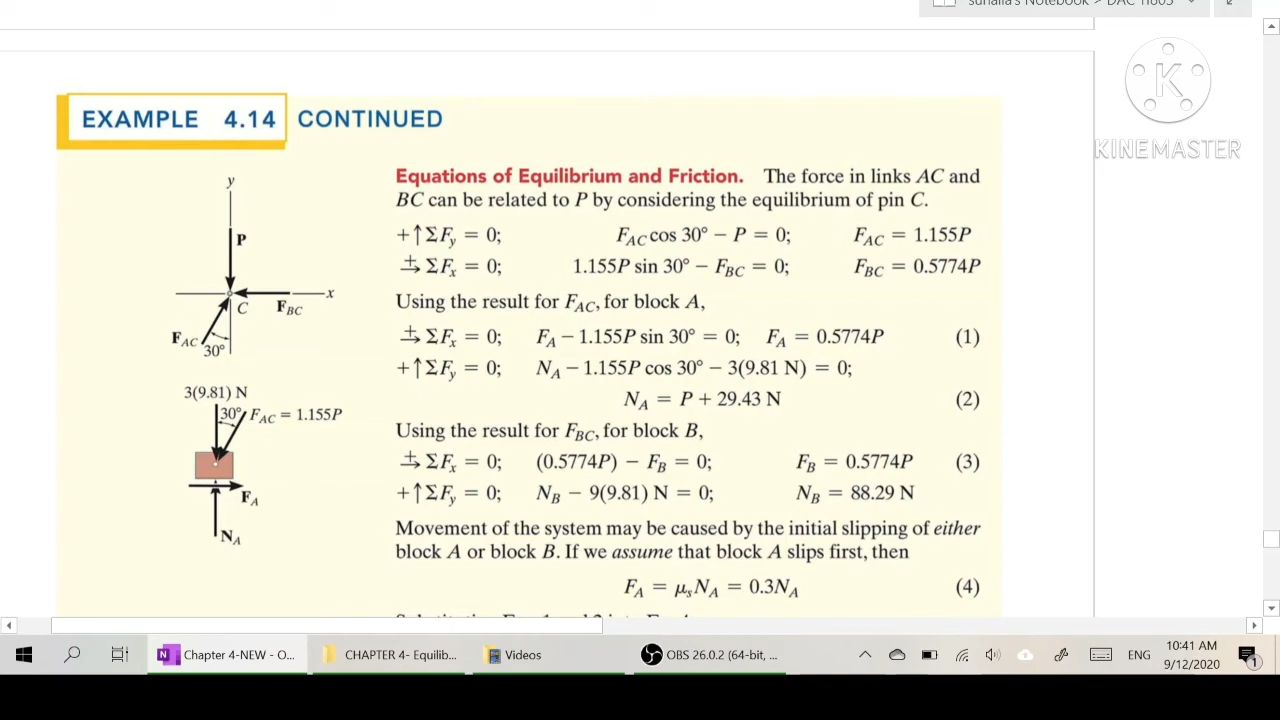 suhaila's Notebook > DAC 11803
KINEMASTER
EXAMPLE 4.14 CONTINUED
y
P
x
C
F_BC
F_AC
30°
3(9.81) N
30° F_AC = 1.155P
F_A
N_A
Equations of Equilibrium and Friction. The force in links AC and
BC can be related to P by considering the equilibrium of pin C.
+↑ΣF_y = 0; F_AC cos 30° − P = 0; F_AC = 1.155P
⇾+ ΣF_x = 0; 1.155P sin 30° − F_BC = 0; F_BC = 0.5774P
Using the result for F_AC, for block A,
⇾+ ΣF_x = 0; F_A − 1.155P sin 30° = 0; F_A = 0.5774P (1)
+↑ΣF_y = 0; N_A − 1.155P cos 30° − 3(9.81 N) = 0;
N_A = P + 29.43 N (2)
Using the result for F_BC, for block B,
⇾+ ΣF_x = 0; (0.5774P) − F_B = 0; F_B = 0.5774P (3)
+↑ΣF_y = 0; N_B − 9(9.81) N = 0; N_B = 88.29 N
Movement of the system may be caused by the initial slipping of either
block A or block B. If we assume that block A slips first, then
F_A = μ_s N_A = 0.3N_A (4)
Chapter 4-NEW - O...
CHAPTER 4- Equilib...
Videos
OBS 26.0.2 (64-bit, ...
ENG
10:41 AM
9/12/2020
1